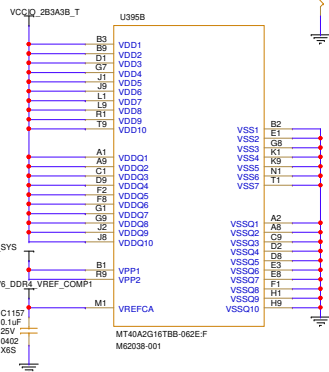 VCCIO_2B3A3B_T
U395B
B3 VDD1
B9 VDD2
D1 VDD3
G7 VDD4
J1 VDD5
J9 VDD6
L1 VDD7
L9 VDD8
R1 VDD9
T9 VDD10
VSS1 B2
VSS2 E1
VSS3 G8
VSS4 K1
VSS5 K9
VSS6 N1
VSS7 T1
A1 VDDQ1
A9 VDDQ2
C1 VDDQ3
D9 VDDQ4
F2 VDDQ5
F8 VDDQ6
G1 VDDQ7
G9 VDDQ8
J2 VDDQ9
J8 VDDQ10
VSSQ1 A2
VSSQ2 A8
VSSQ3 C9
VSSQ4 D2
VSSQ5 D8
VSSQ6 E3
VSSQ7 E8
VSSQ8 F1
VSSQ9 H1
VSSQ10 H9
SYS
B1 VPP1
R9 VPP2
6_DDR4_VREF_COMP1
M1 VREFCA
C1157
0.1uF
25V
0402
X6S
MT40A2G16TBB-062E:F
M62038-001